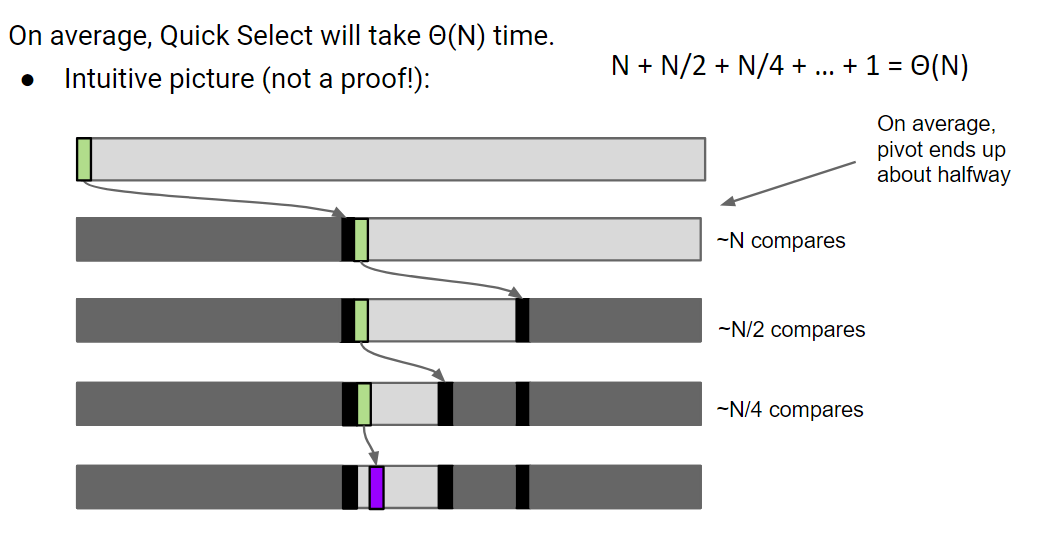 On average, Quick Select will take Θ(N) time.
● Intuitive picture (not a proof!):
N + N/2 + N/4 + ... + 1 = Θ(N)
On average,
pivot ends up
about halfway
~N compares
~N/2 compares
~N/4 compares